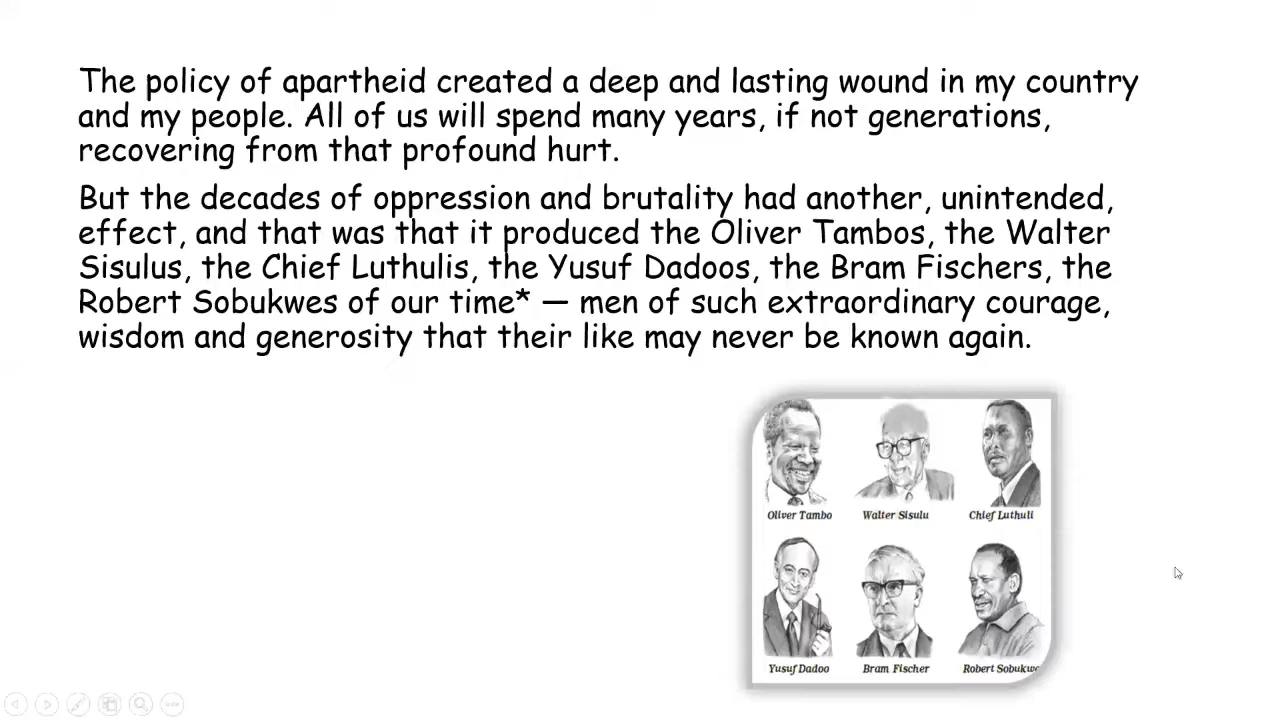 The policy of apartheid created a deep and lasting wound in my country
and my people. All of us will spend many years, if not generations,
recovering from that profound hurt.
But the decades of oppression and brutality had another, unintended,
effect, and that was that it produced the Oliver Tambos, the Walter
Sisulus, the Chief Luthulis, the Yusuf Dadoos, the Bram Fischers, the
Robert Sobukwes of our time* — men of such extraordinary courage,
wisdom and generosity that their like may never be known again.
Oliver Tambo Walter Sisulu Chief Luthuli
Yusuf Dadoo Bram Fischer Robert Sobukwe